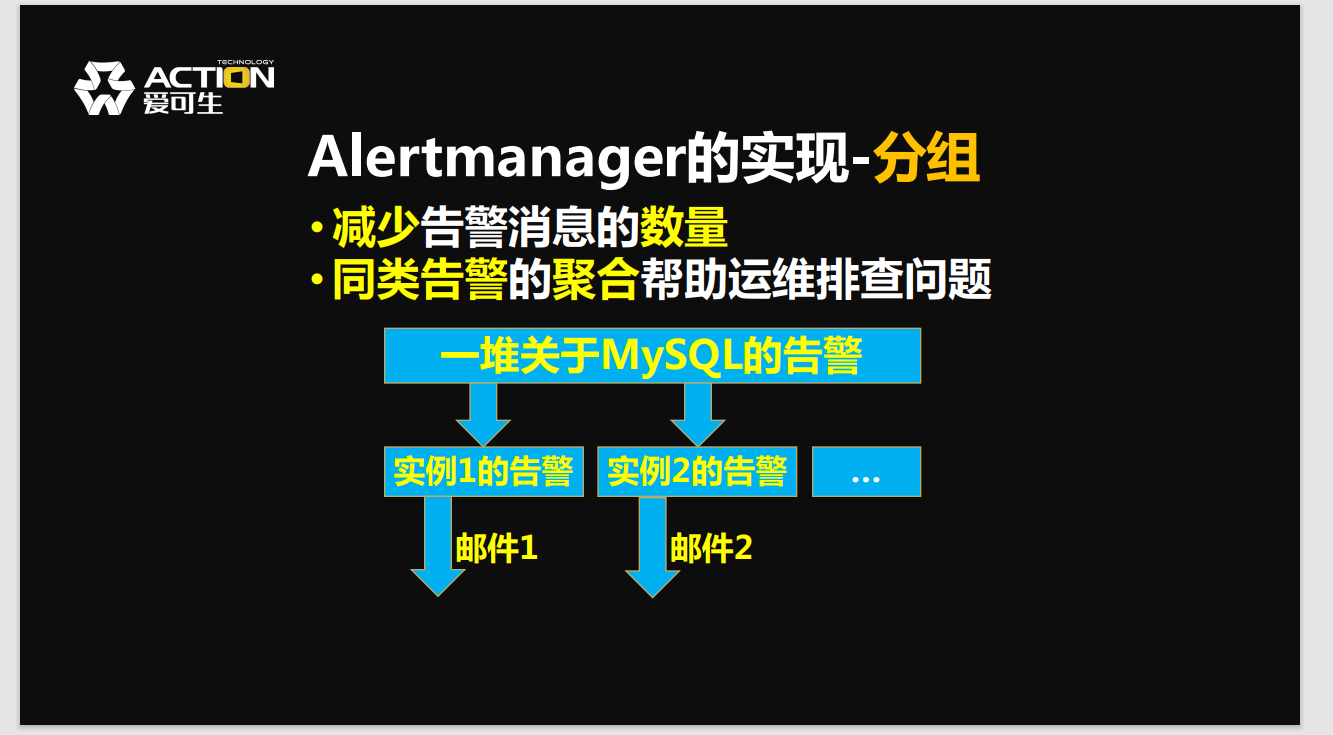 TECHNOLOGY
ACTION
爱可生
Alertmanager的实现-分组
•减少告警消息的数量
•同类告警的聚合帮助运维排查问题
一堆关于MySQL的告警
实例1的告警 实例2的告警 ...
邮件1 邮件2